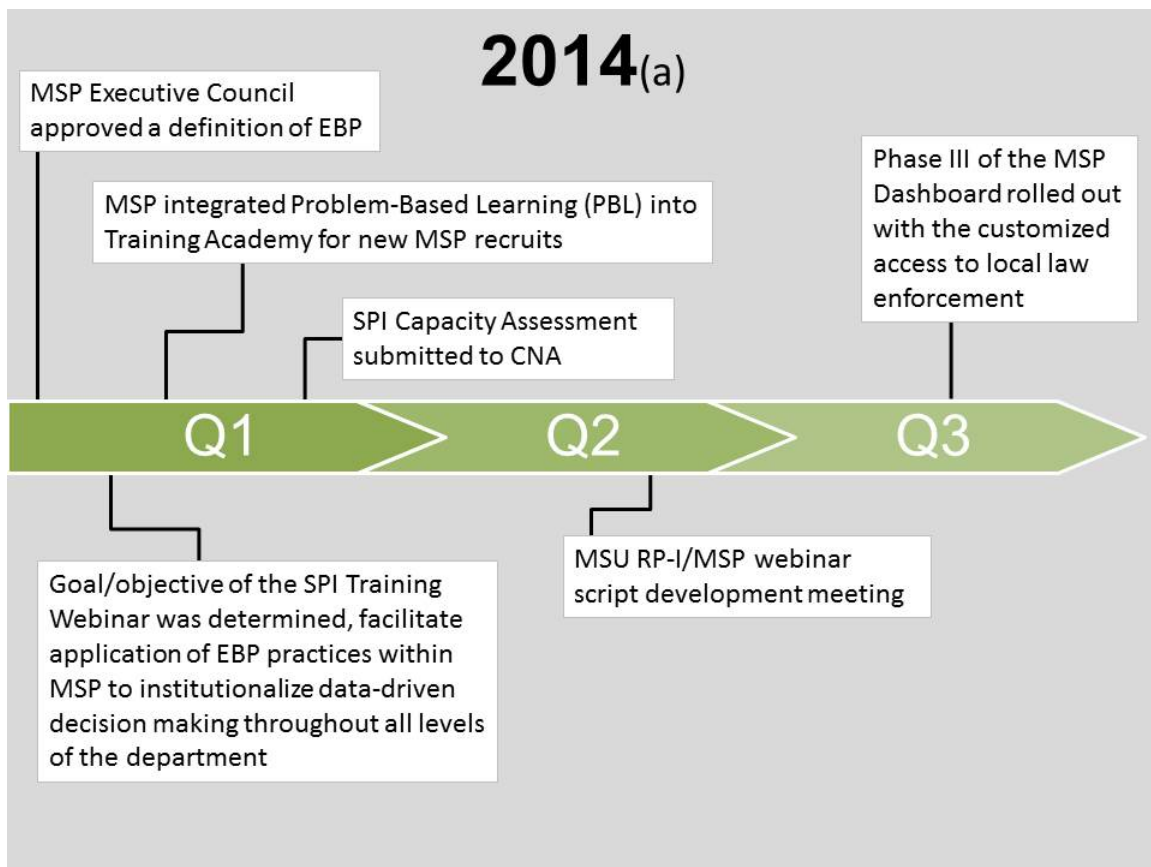 2014(a)
MSP Executive Council
approved a definition of EBP
MSP integrated Problem-Based Learning (PBL) into
Training Academy for new MSP recruits
SPI Capacity Assessment
submitted to CNA
Phase III of the MSP
Dashboard rolled out
with the customized
access to local law
enforcement
Q1
Q2
Q3
Goal/objective of the SPI Training
Webinar was determined, facilitate
application of EBP practices within
MSP to institutionalize data-driven
decision making throughout all levels
of the department
MSU RP-I/MSP webinar
script development meeting